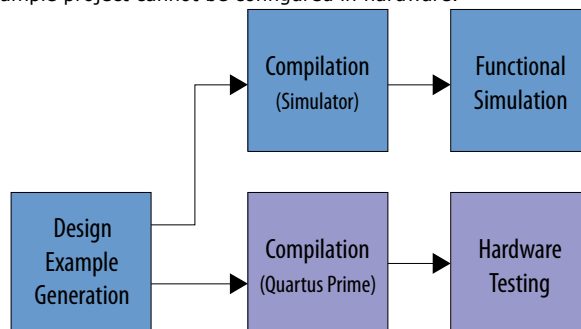 ample project cannot be configured in hardware.
Compilation
(Simulator)
Functional
Simulation
Design
Example
Generation
Compilation
(Quartus Prime)
Hardware
Testing